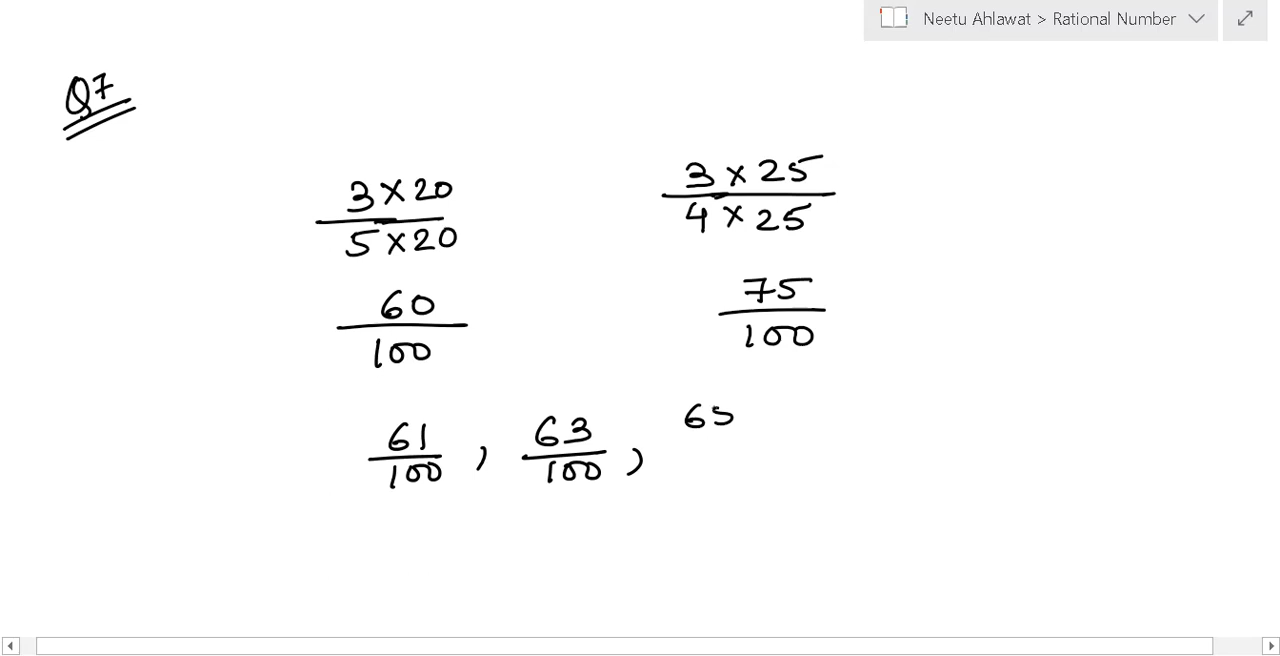 Neetu Ahlawat > Rational Number
Q7
3 × 20
5 × 20
3 × 25
4 × 25
60
100
75
100
61
100
,
63
100
,
65